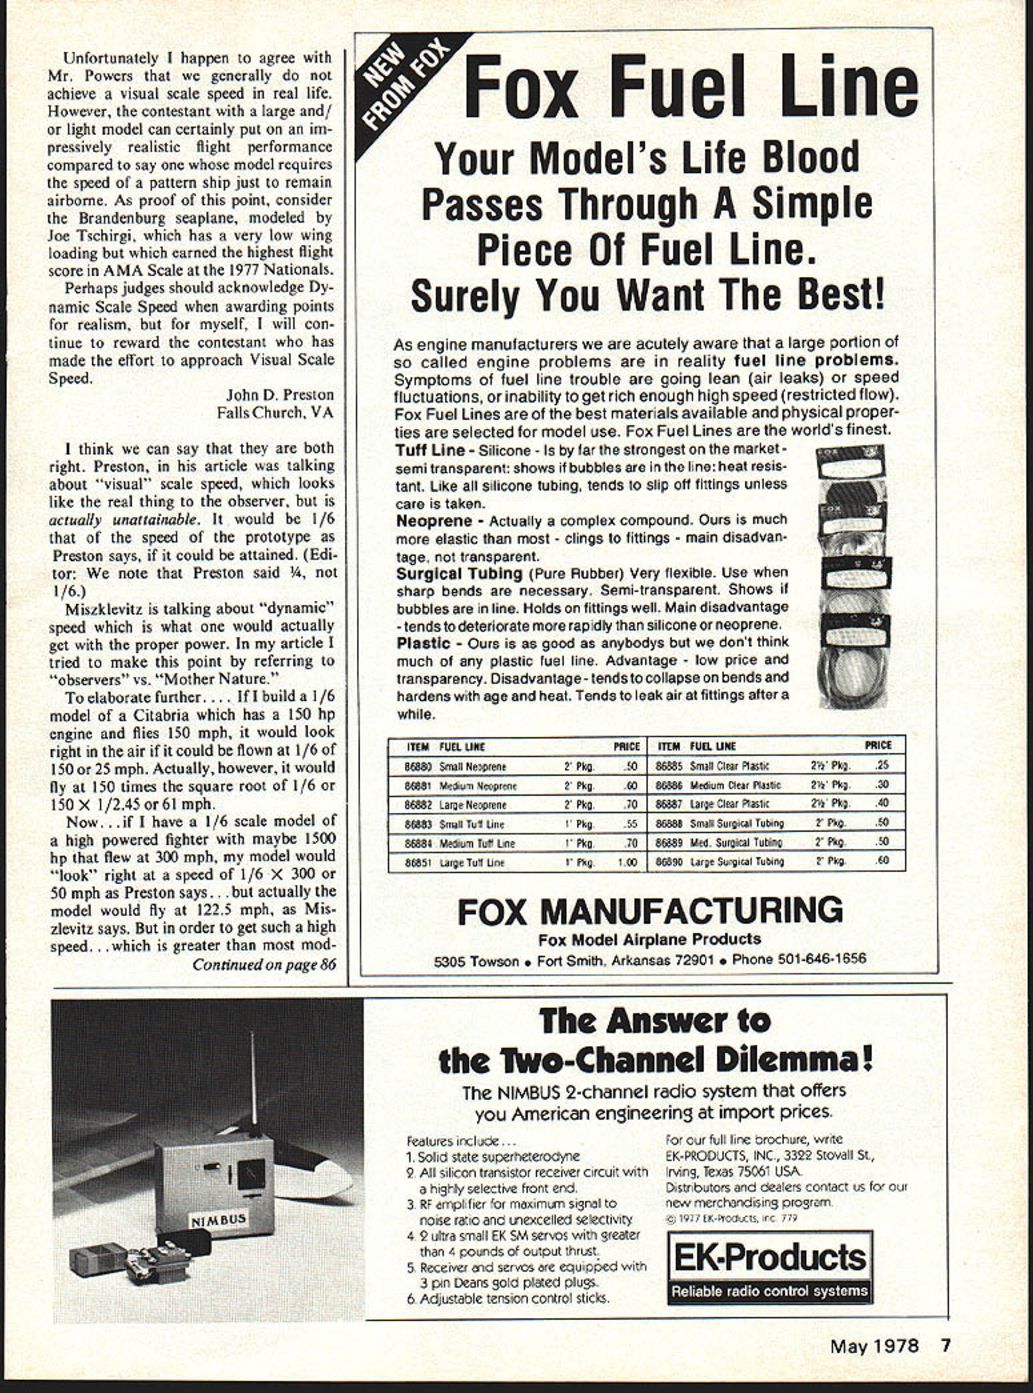 Unfortunately I happen to agree with
Mr. Powers that we generally do not
achieve a visual scale speed in real life.
However, the contestant with a large and/
or light model can certainly put on an im-
pressively realistic flight performance
compared to say one whose model requires
the speed of a pattern ship just to remain
airborne. As proof of this point, consider
the Brandenburg seaplane, modeled by
Joe Tschirgi, which has a very low wing
loading but which earned the highest flight
score in AMA Scale at the 1977 Nationals.
Perhaps judges should acknowledge Dy-
namic Scale Speed when awarding points
for realism, but for myself, I will con-
tinue to reward the contestant who has
made the effort to approach Visual Scale
Speed.
John D. Preston
Falls Church, VA
I think we can say that they are both
right. Preston, in his article was talking
about "visual" scale speed, which looks
like the real thing to the observer, but is
actually unattainable. It would be 1/6
that of the speed of the prototype as
Preston says, if it could be attained. (Edi-
tor: We note that Preston said ¼, not
1/6.)
Miszklevitz is talking about "dynamic"
speed which is what one would actually
get with the proper power. In my article I
tried to make this point by referring to
"observers" vs. "Mother Nature."
To elaborate further.... If I build a 1/6
model of a Citabria which has a 150 hp
engine and flies 150 mph, it would look
right in the air if it could be flown at 1/6 of
150 or 25 mph. Actually, however, it would
fly at 150 times the square root of 1/6 or
150 X 1/2.45 or 61 mph.
Now...if I have a 1/6 scale model of
a high powered fighter with maybe 1500
hp that flew at 300 mph, my model would
"look" right at a speed of 1/6 X 300 or
50 mph as Preston says...but actually the
model would fly at 122.5 mph, as Mis-
zlevitz says. But in order to get such a high
speed...which is greater than most mod-
Continued on page 86
NEW
FROM FOX
Fox Fuel Line
Your Model's Life Blood
Passes Through A Simple
Piece Of Fuel Line.
Surely You Want The Best!
As engine manufacturers we are acutely aware that a large portion of
so called engine problems are in reality fuel line problems.
Symptoms of fuel line trouble are going lean (air leaks) or speed
fluctuations, or inability to get rich enough high speed (restricted flow).
Fox Fuel Lines are of the best materials available and physical proper-
ties are selected for model use. Fox Fuel Lines are the world's finest.
Tuff Line - Silicone - Is by far the strongest on the market -
semi transparent: shows if bubbles are in the line: heat resis-
tant. Like all silicone tubing, tends to slip off fittings unless
care is taken.
Neoprene - Actually a complex compound. Ours is much
more elastic than most - clings to fittings - main disadvan-
tage, not transparent.
Surgical Tubing (Pure Rubber) Very flexible. Use when
sharp bends are necessary. Semi-transparent. Shows if
bubbles are in line. Holds on fittings well. Main disadvantage
- tends to deteriorate more rapidly than silicone or neoprene.
Plastic - Ours is as good as anybodys but we don't think
much of any plastic fuel line. Advantage - low price and
transparency. Disadvantage - tends to collapse on bends and
hardens with age and heat. Tends to leak air at fittings after a
while.
FOX
ITEM FUEL LINE PRICE ITEM FUEL LINE PRICE
86880 Small Neoprene 2' Pkg. .50 86885 Small Clear Plastic 2½' Pkg. .25
86881 Medium Neoprene 2' Pkg. .60 86886 Medium Clear Plastic 2½' Pkg. .30
86882 Large Neoprene 2' Pkg. .70 86887 Large Clear Plastic 2½' Pkg. .40
86883 Small Tuff Line 1' Pkg. .55 86888 Small Surgical Tubing 2' Pkg. .50
86884 Medium Tuff Line 1' Pkg. .70 86889 Med. Surgical Tubing 2' Pkg. .50
86851 Large Tuff Line 1' Pkg. 1.00 86890 Large Surgical Tubing 2' Pkg. .60
FOX MANUFACTURING
Fox Model Airplane Products
5305 Towson • Fort Smith, Arkansas 72901 • Phone 501-646-1656
NIMBUS
The Answer to
the Two-Channel Dilemma!
The NIMBUS 2-channel radio system that offers
you American engineering at import prices.
Features include...
1. Solid state superheterodyne
2. All silicon transistor receiver circuit with
a highly selective front end.
3. RF amplifier for maximum signal to
noise ratio and unexcelled selectivity
4. 2 ultra small EK SM servos with greater
than 4 pounds of output thrust.
5. Receiver and servos are equipped with
3 pin Deans gold plated plugs.
6. Adjustable tension control sticks.
For our full line brochure, write
EK-PRODUCTS, INC., 3322 Stovall St.,
Irving, Texas 75061 USA.
Distributors and dealers contact us for our
new merchandising program.
© 1977 EK-Products, inc. 779
EK-Products
Reliable radio control systems
May 1978 7